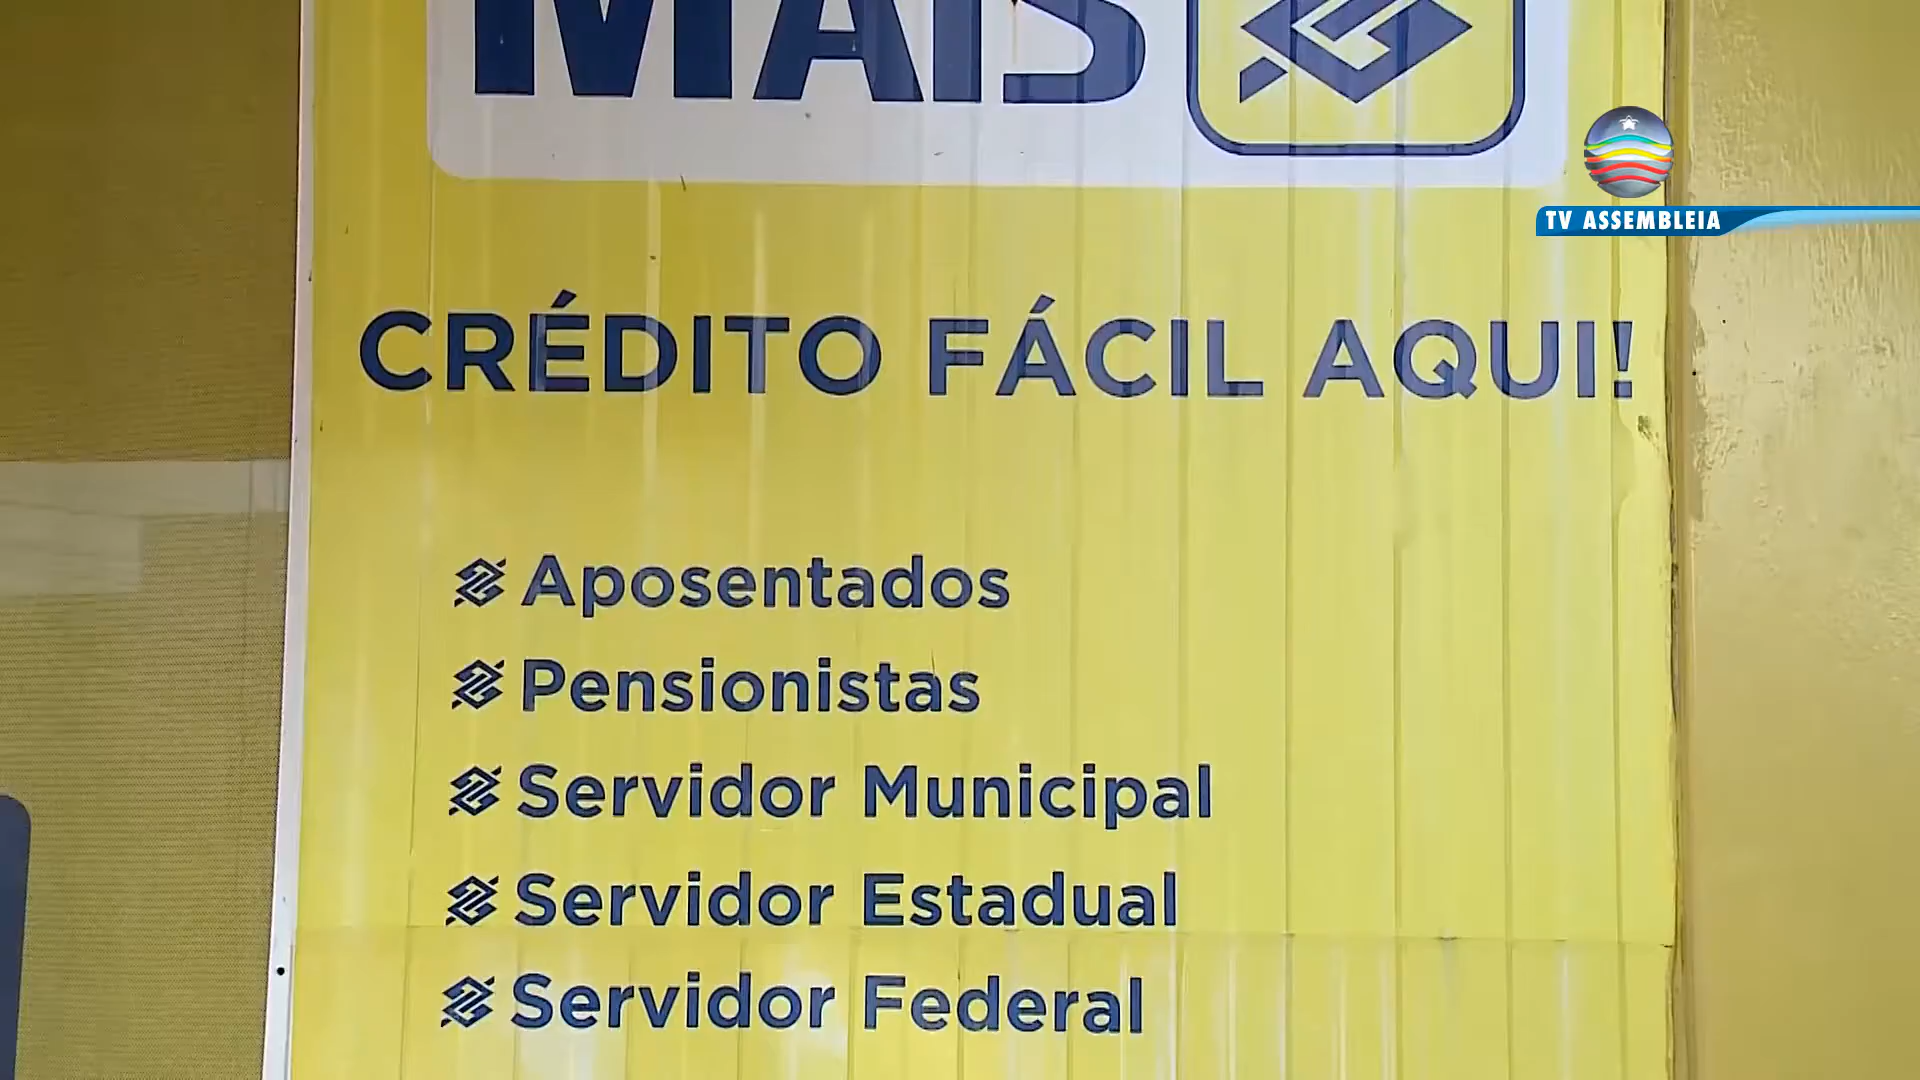 MAIS
TV ASSEMBLEIA
CRÉDITO FÁCIL AQUI!
Aposentados
Pensionistas
Servidor Municipal
Servidor Estadual
Servidor Federal